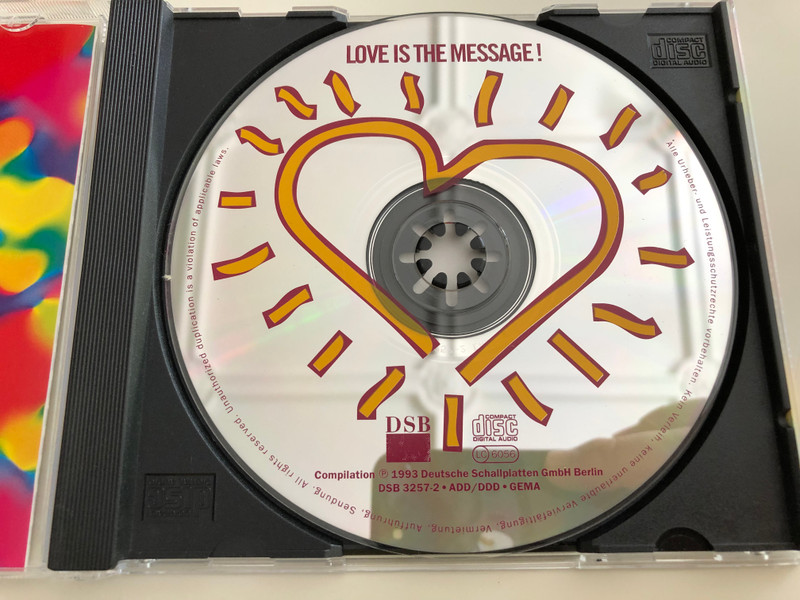 LOVE IS THE MESSAGE !
COMPACT
disc
DIGITAL AUDIO
Alle Urheber- und Leistungsschutzrechte vorbehalten. Kein Verleih, keine unerlaubte Vervielfältigung, Vermietung, Aufführung, Sendung. All rights reserved. Unauthorized duplication is a violation of applicable laws.
DSB
COMPACT
disc
DIGITAL AUDIO
LC 6056
Compilation ℗ 1993 Deutsche Schallplatten GmbH Berlin
DSB 3257-2 • ADD/DDD • GEMA